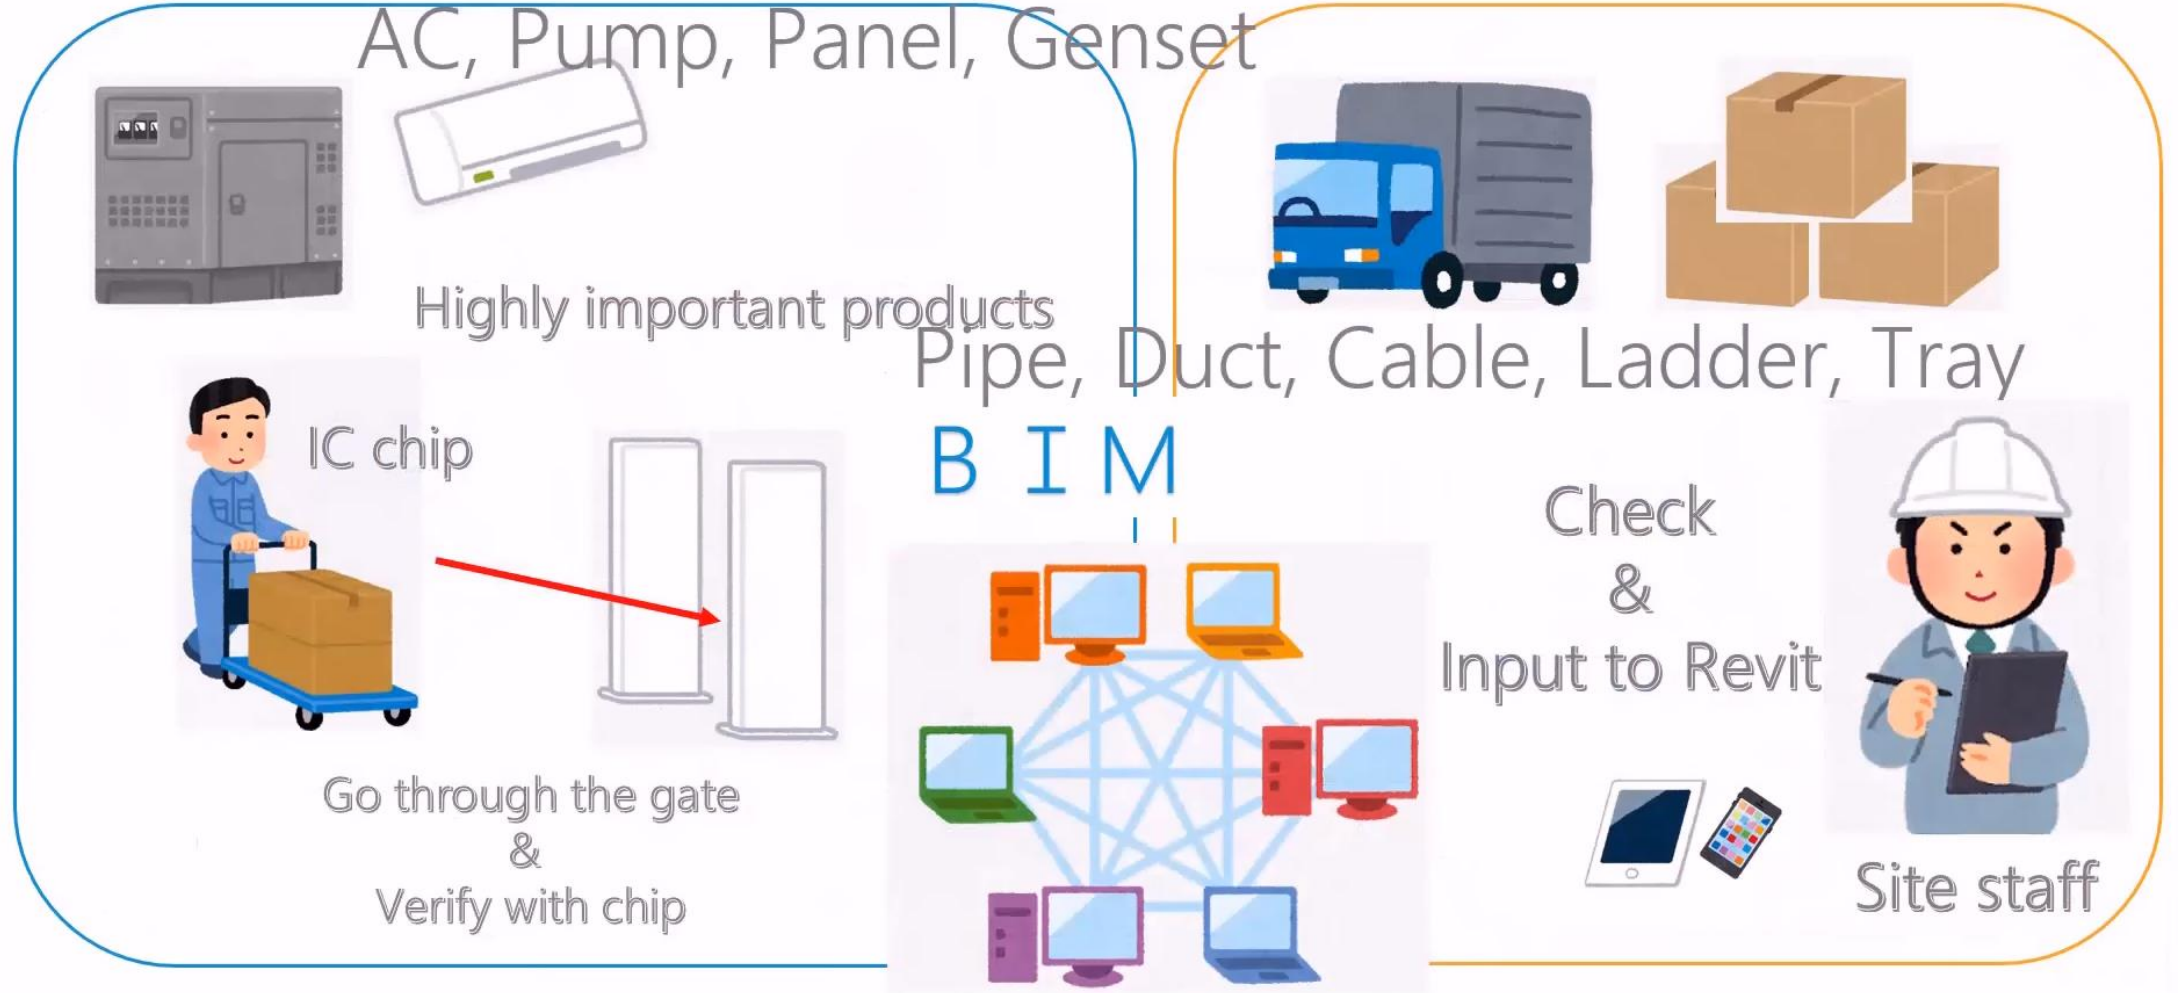 AC, Pump, Panel, Genset
Highly important products
IC chip
Go through the gate
&
Verify with chip
BIM
Pipe, Duct, Cable, Ladder, Tray
Check
&
Input to Revit
Site staff